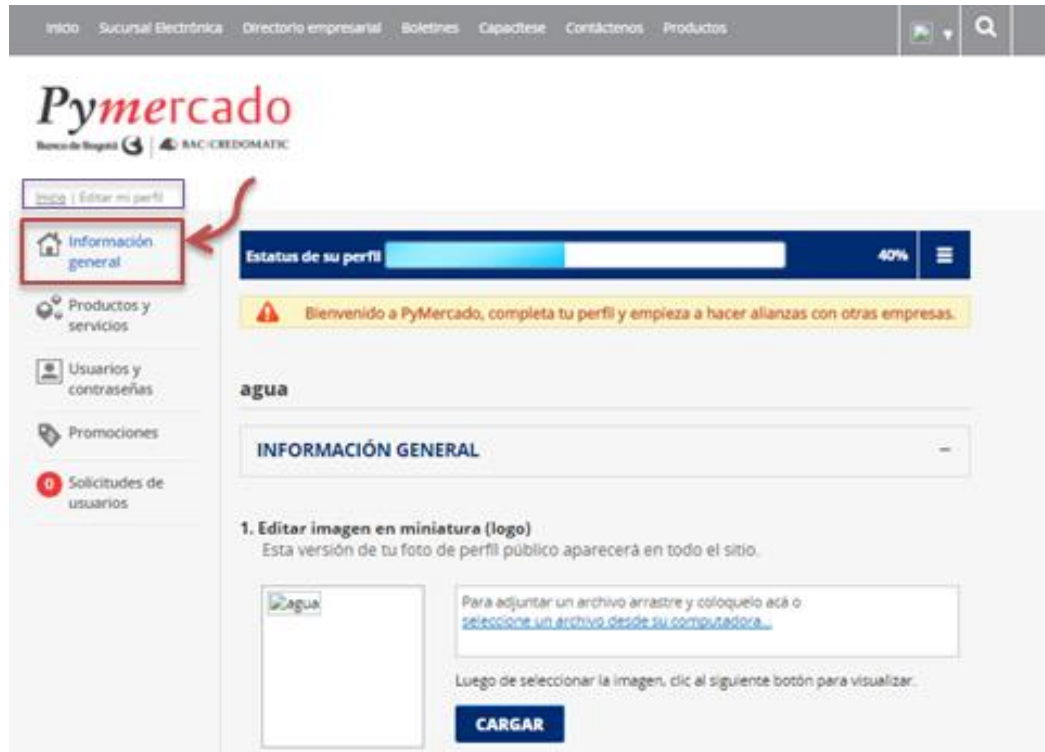 Inicio Sucursal Electrónica Directorio empresarial Boletines Capacítese Contáctenos Productos
Pymercado
Banco de Bogotá BAC CREDOMATIC
Inicio | Editar mi perfil
Información
general
Productos y
servicios
Usuarios y
contraseñas
Promociones
0 Solicitudes de
usuarios
Estatus de su perfil 40%
Bienvenido a PyMercado, completa tu perfil y empieza a hacer alianzas con otras empresas.
agua
INFORMACIÓN GENERAL –
1. Editar imagen en miniatura (logo)
Esta versión de tu foto de perfil público aparecerá en todo el sitio.
agua
Para adjuntar un archivo arrastre y coloquelo acá o
seleccione un archivo desde su computadora...
Luego de seleccionar la imagen, clic al siguiente botón para visualizar.
CARGAR